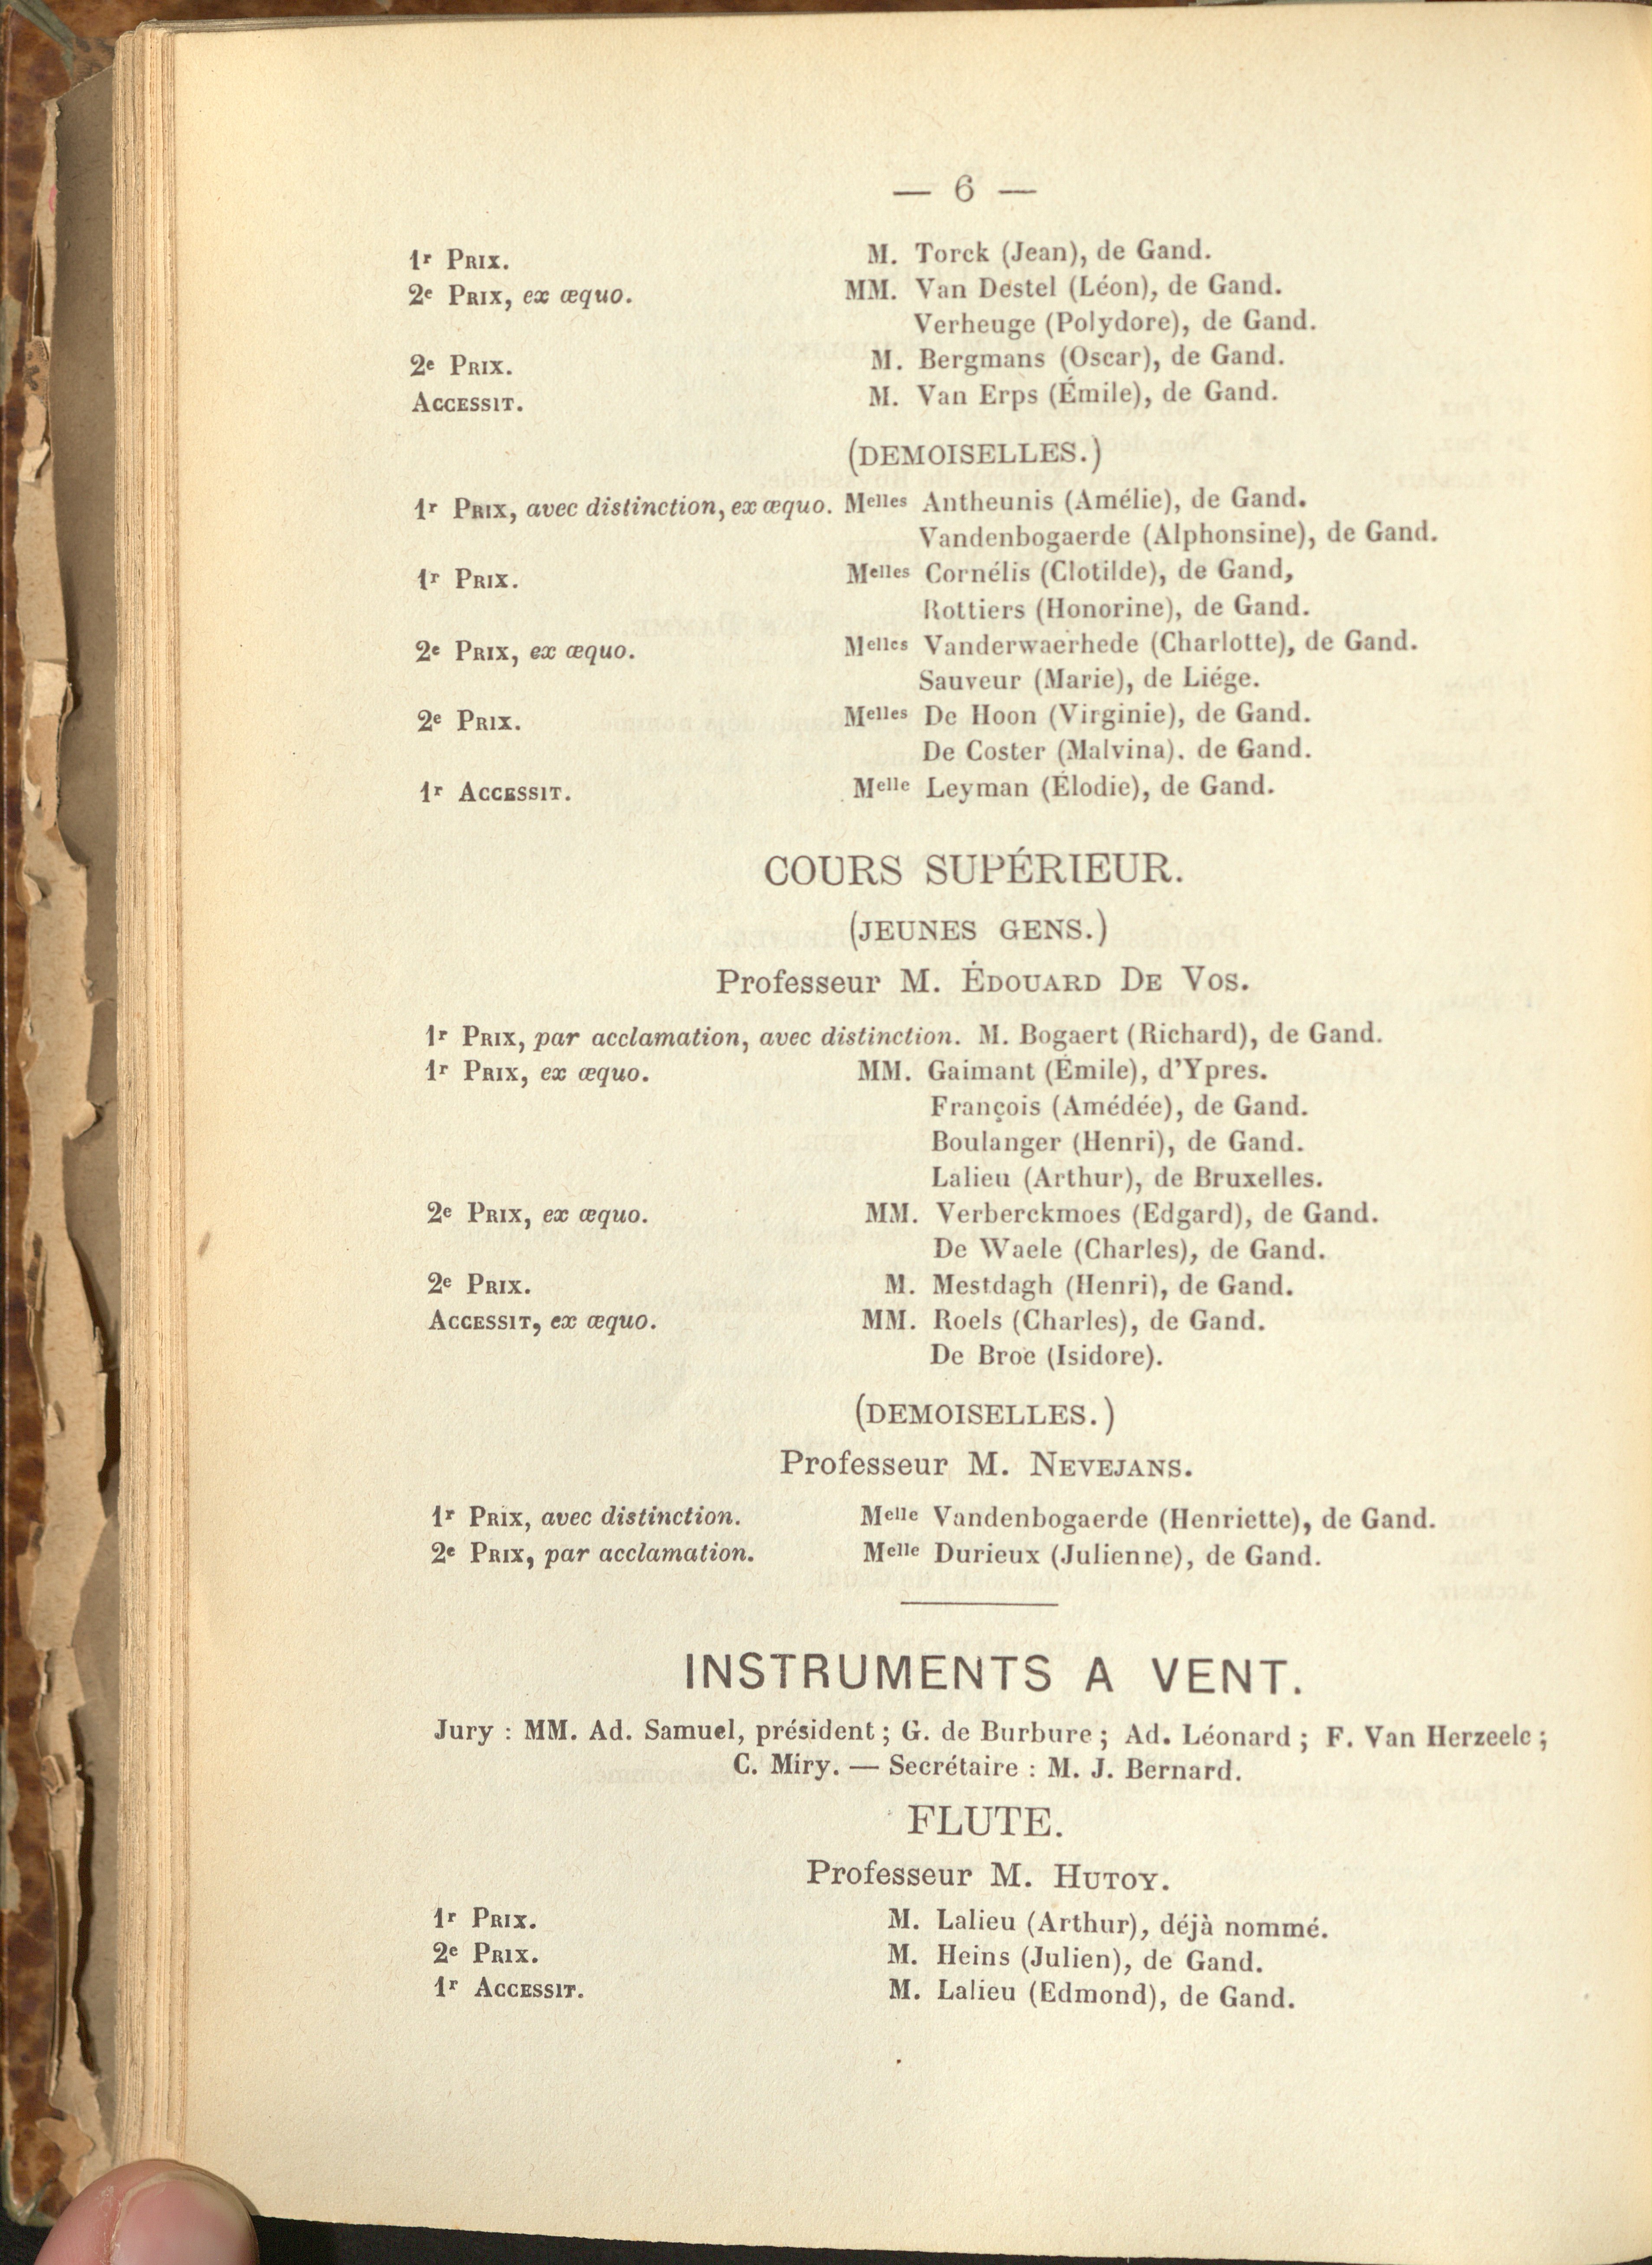 — 6 —
1r PRIX. M. Torck (Jean), de Gand.
2e PRIX, ex æquo. MM. Van Destel (Léon), de Gand.
Verheuge (Polydore), de Gand.
2e PRIX. M. Bergmans (Oscar), de Gand.
ACCESSIT. M. Van Erps (Émile), de Gand.
(DEMOISELLES.)
1r PRIX, avec distinction, ex æquo. Melles Antheunis (Amélie), de Gand.
Vandenbogaerde (Alphonsine), de Gand.
1r PRIX. Melles Cornélis (Clotilde), de Gand,
Rottiers (Honorine), de Gand.
2e PRIX, ex æquo. Melles Vanderwaerhede (Charlotte), de Gand.
Sauveur (Marie), de Liége.
2e PRIX. Melles De Hoon (Virginie), de Gand.
De Coster (Malvina). de Gand.
1r ACCESSIT. Melle Leyman (Élodie), de Gand.
COURS SUPÉRIEUR.
(JEUNES GENS.)
Professeur M. ÉDOUARD DE VOS.
1r PRIX, par acclamation, avec distinction. M. Bogaert (Richard), de Gand.
1r PRIX, ex æquo. MM. Gaimant (Émile), d'Ypres.
François (Amédée), de Gand.
Boulanger (Henri), de Gand.
Lalieu (Arthur), de Bruxelles.
2e PRIX, ex æquo. MM. Verberckmoes (Edgard), de Gand.
De Waele (Charles), de Gand.
2e PRIX. M. Mestdagh (Henri), de Gand.
ACCESSIT, ex æquo. MM. Roels (Charles), de Gand.
De Broe (Isidore).
(DEMOISELLES.)
Professeur M. NEVEJANS.
1r PRIX, avec distinction. Melle Vandenbogaerde (Henriette), de Gand.
2e PRIX, par acclamation. Melle Durieux (Julienne), de Gand.
INSTRUMENTS A VENT.
Jury : MM. Ad. Samuel, président ; G. de Burbure ; Ad. Léonard ; F. Van Herzeele ;
C. Miry. — Secrétaire : M. J. Bernard.
FLUTE.
Professeur M. HUTOY.
1r PRIX. M. Lalieu (Arthur), déjà nommé.
2e PRIX. M. Heins (Julien), de Gand.
1r ACCESSIT. M. Lalieu (Edmond), de Gand.